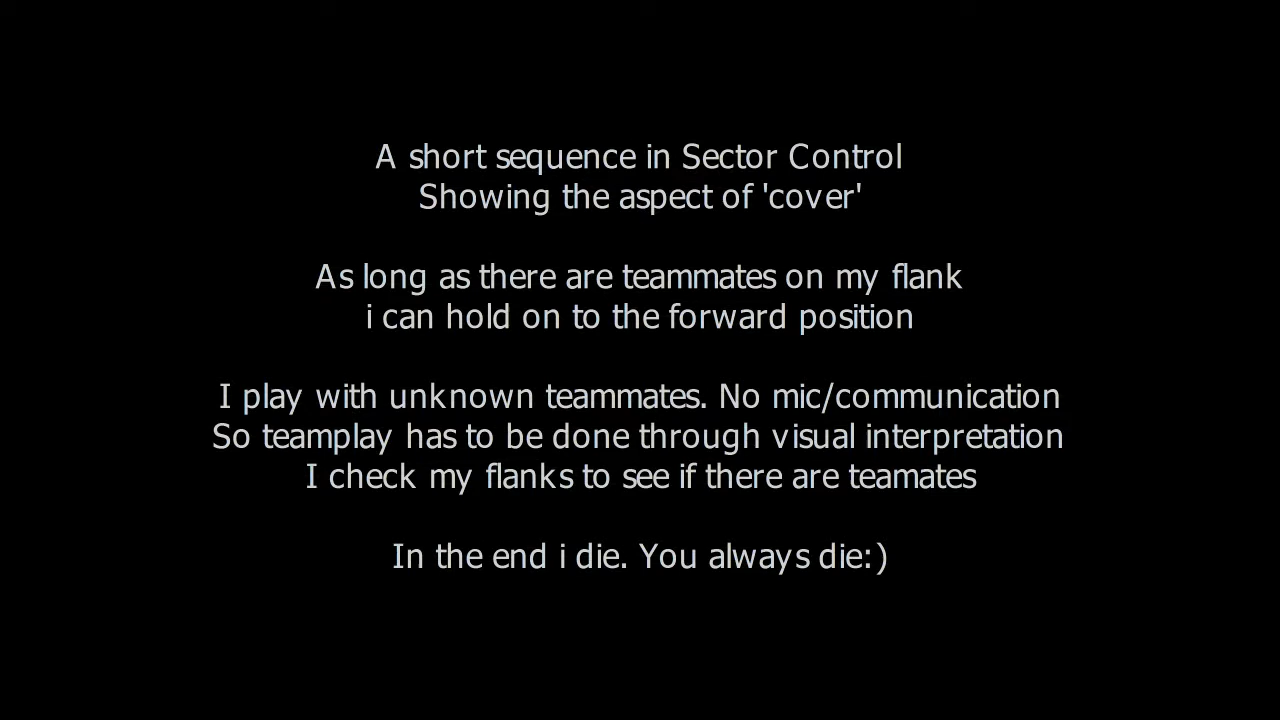 A short sequence in Sector Control
Showing the aspect of 'cover'
As long as there are teammates on my flank
i can hold on to the forward position
I play with unknown teammates. No mic/communication
So teamplay has to be done through visual interpretation
I check my flanks to see if there are teamates
In the end i die. You always die:)